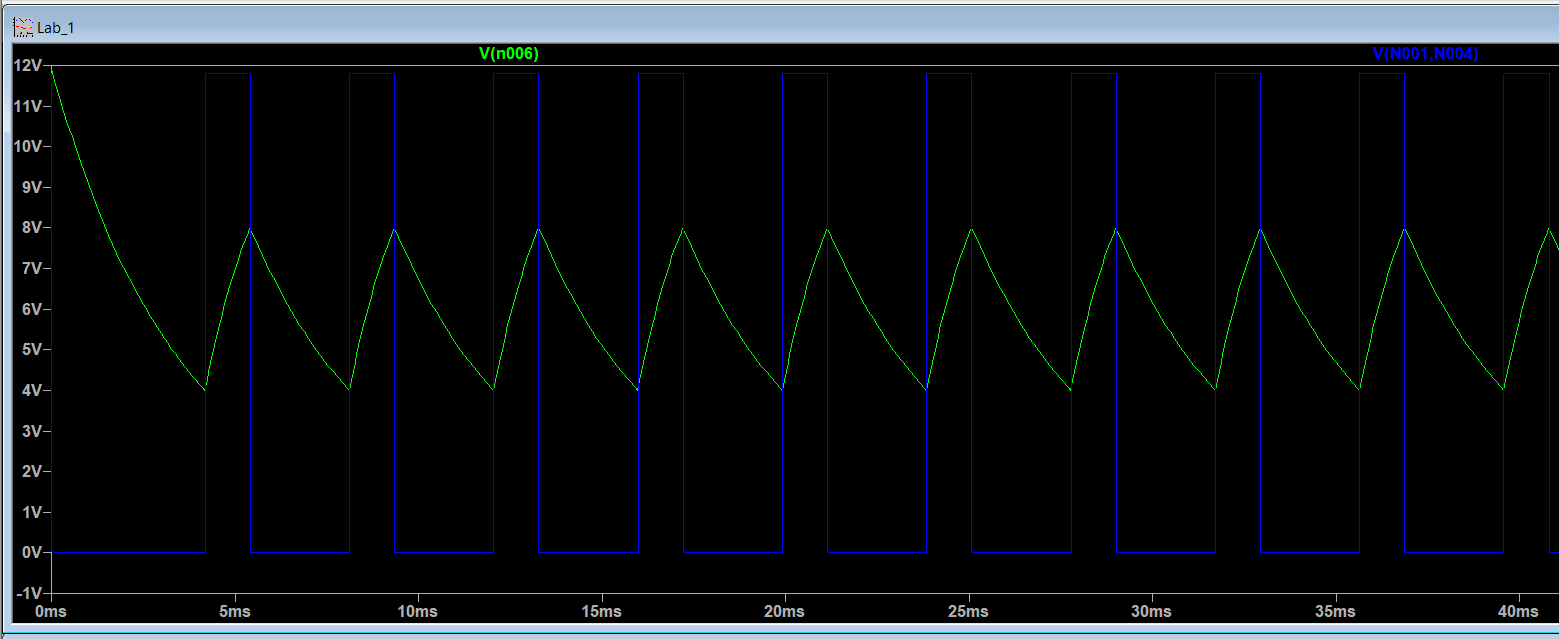 Lab_1
V(n006) V(N001,N004)
12V
11V
10V
9V
8V
7V
6V
5V
4V
3V
2V
1V
0V
-1V
0ms 5ms 10ms 15ms 20ms 25ms 30ms 35ms 40ms